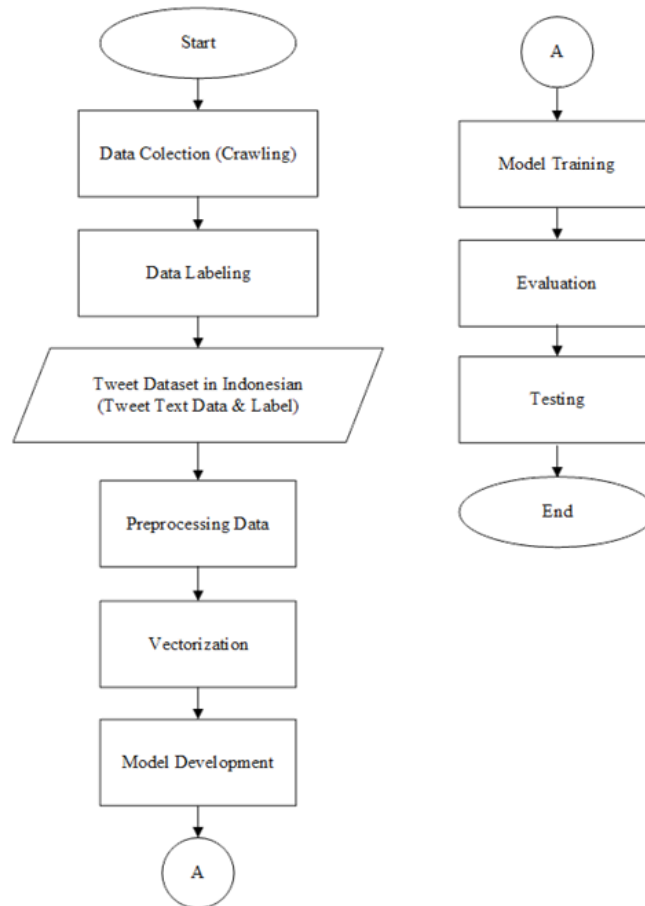 Start
Data Colection (Crawling)
Data Labeling
Tweet Dataset in Indonesian
(Tweet Text Data & Label)
Preprocessing Data
Vectorization
Model Development
A
A
Model Training
Evaluation
Testing
End